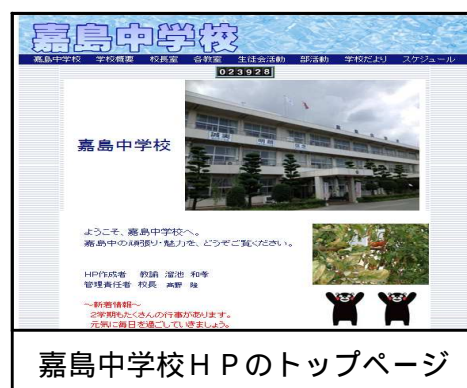 嘉島中学校
嘉島中学校 学校概要 校長室 各教室 生徒会活動 部活動 学校だより スケジュール
023928
嘉島中学校
誠実 明朗
ようこそ、嘉島中学校へ。
嘉島中の頑張り・魅力を、どうぞご覧ください。
HP作成者 教諭 溜池 和孝
管理責任者 校長 高野 隆
～新着情報～
2学期もたくさんの行事があります。
元気に毎日を過ごしていきましょう。
嘉島中学校ＨＰのトップページ